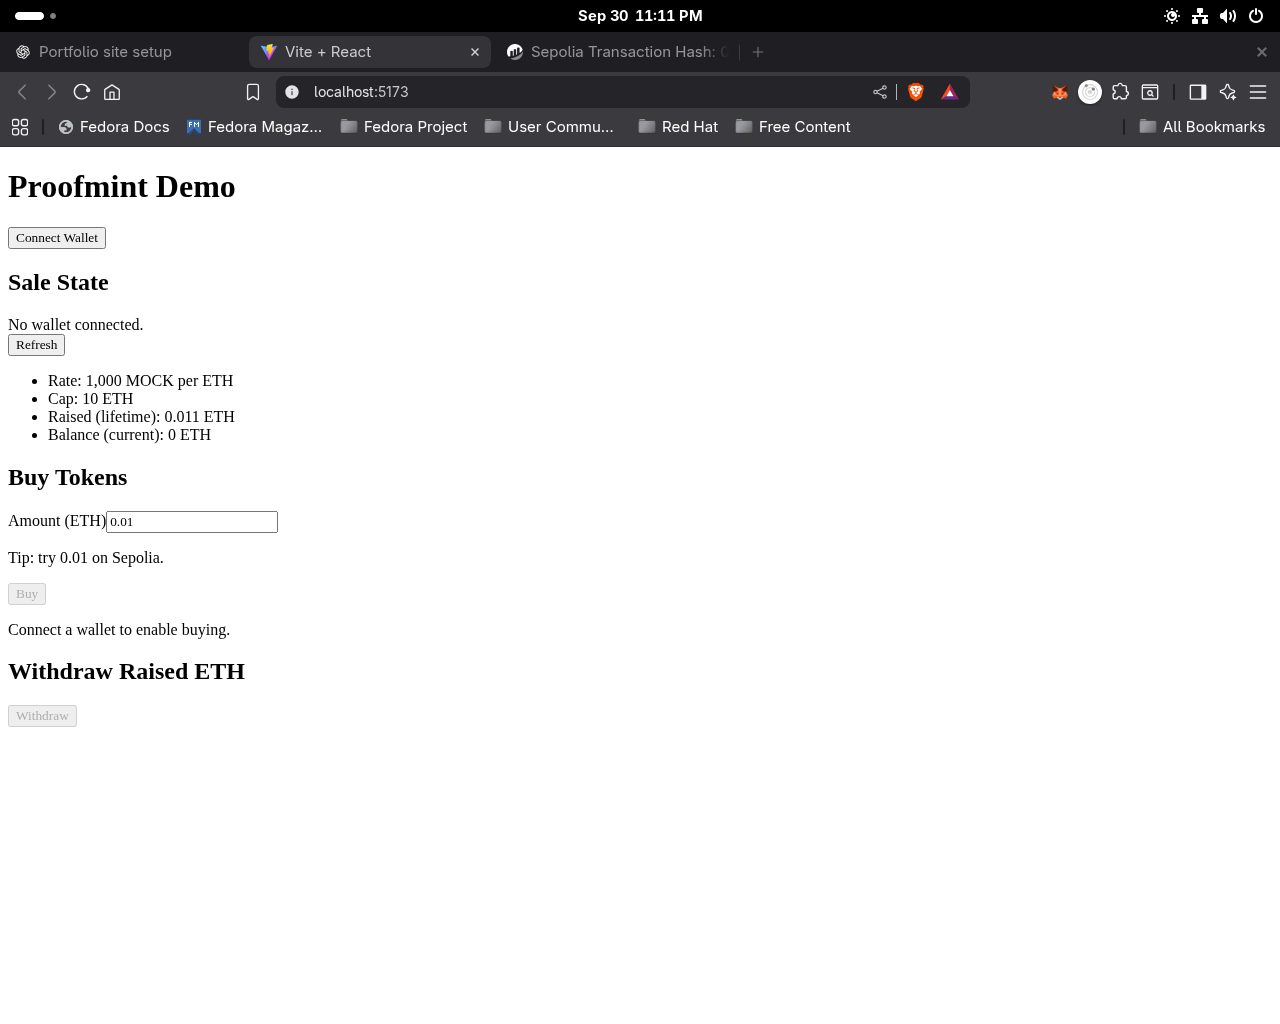 Sep 30 11:11 PM
Portfolio site setup
Vite + React
Sepolia Transaction Hash:
localhost:5173
Fedora Docs
Fedora Magaz...
Fedora Project
User Commu...
Red Hat
Free Content
All Bookmarks
Proofmint Demo
Connect Wallet
Sale State
No wallet connected.
Refresh
Rate: 1,000 MOCK per ETH
Cap: 10 ETH
Raised (lifetime): 0.011 ETH
Balance (current): 0 ETH
Buy Tokens
Amount (ETH) 0.01
Tip: try 0.01 on Sepolia.
Buy
Connect a wallet to enable buying.
Withdraw Raised ETH
Withdraw